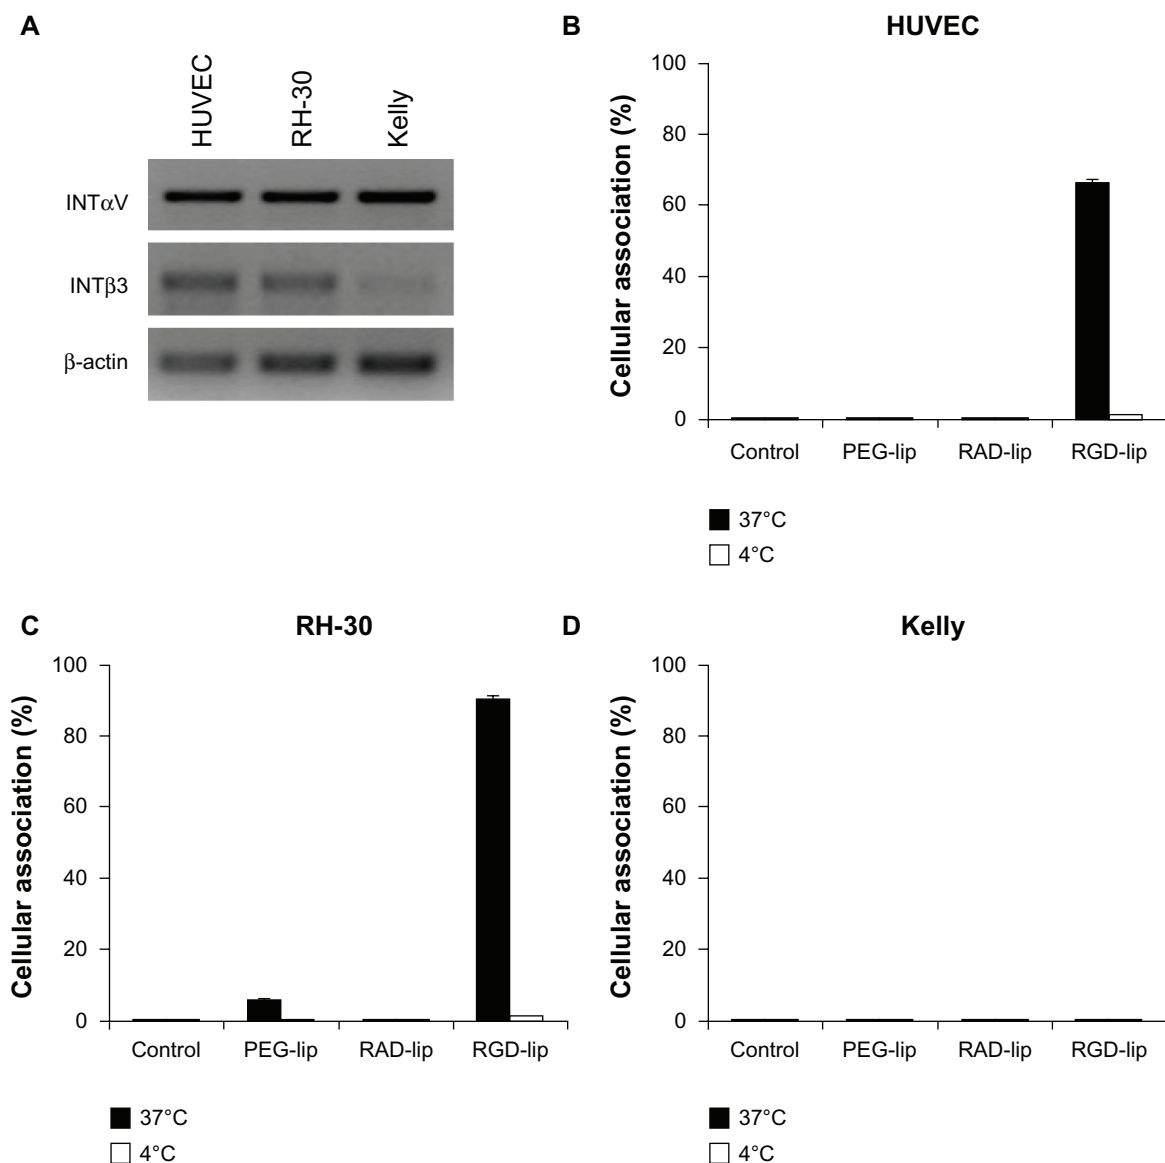 A
HUVEC
RH-30
Kelly
INTαV
INTβ3
β-actin
B
HUVEC
Cellular association (%)
100
80
60
40
20
0
Control
PEG-lip
RAD-lip
RGD-lip
37°C
4°C
C
RH-30
Cellular association (%)
100
80
60
40
20
0
Control
PEG-lip
RAD-lip
RGD-lip
37°C
4°C
D
Kelly
Cellular association (%)
100
80
60
40
20
0
Control
PEG-lip
RAD-lip
RGD-lip
37°C
4°C